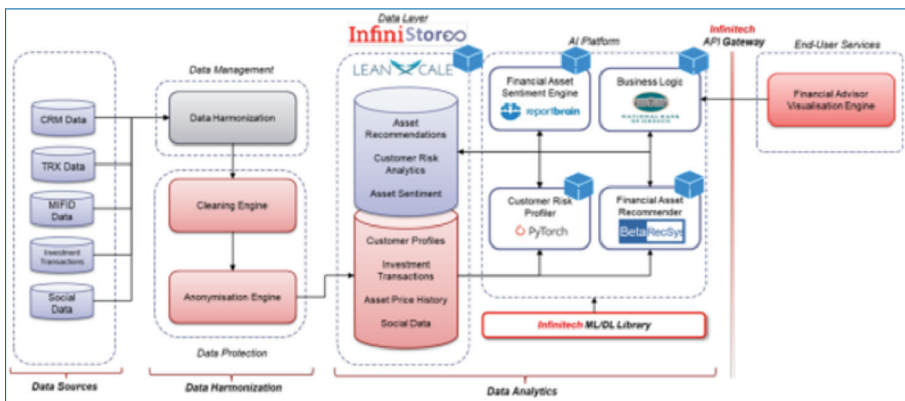 Data Layer
InfiniStore
Infinitech
API Gateway
AI Platform
End-User Services
Data Management
LEAN CALE
Financial Asset
Sentiment Engine
reportbrain
Business Logic
NATIONAL BANK
OF GREECE
Financial Advisor
Visualisation Engine
CRM Data
TRX Data
MIFID
Data
Investment
Transactions
Social
Data
Data Harmonization
Cleaning Engine
Anonymisation Engine
Data Protection
Asset
Recommendations
Customer Risk
Analytics
Asset Sentiment
Customer Profiles
Investment
Transactions
Asset Price History
Social Data
Customer Risk
Profiler
PyTorch
Financial Asset
Recommender
BetaRecSys
Infinitech ML/DL Library
Data Sources
Data Harmonization
Data Analytics